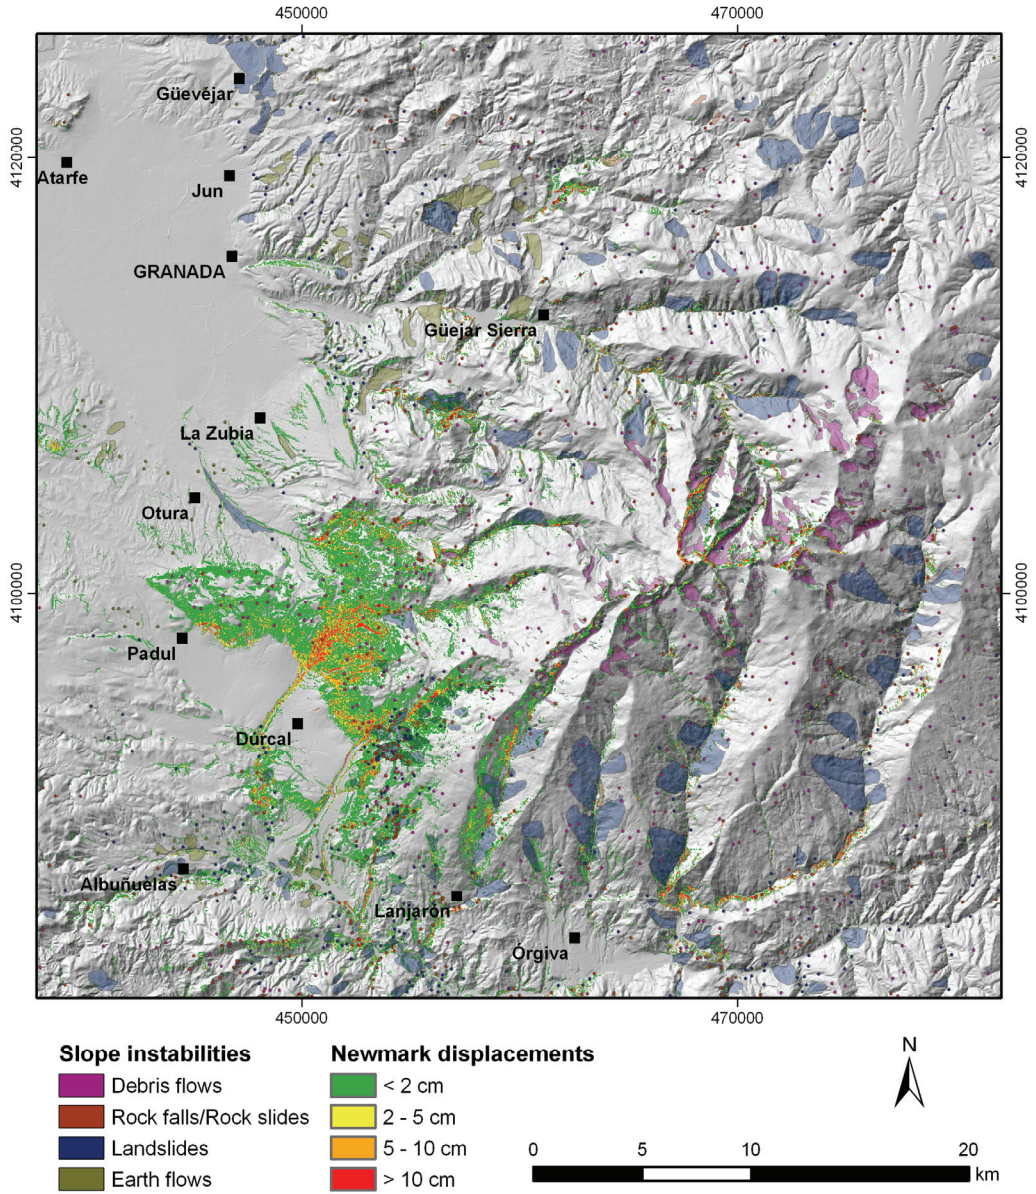 450000 470000
4120000
4120000
Güevéjar
Atarfe
Jun
GRANADA
Güejar Sierra
La Zubia
Otura
4100000
4100000
Padul
Dúrcal
Albuñuelas
Lanjarón
Órgiva
450000 470000
Slope instabilities
Debris flows
Rock falls/Rock slides
Landslides
Earth flows
Newmark displacements
< 2 cm
2 - 5 cm
5 - 10 cm
> 10 cm
N
0 5 10 20
km